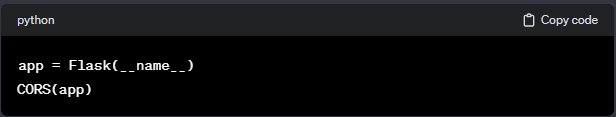 python
Copy code
app = Flask(__name__)
CORS(app)